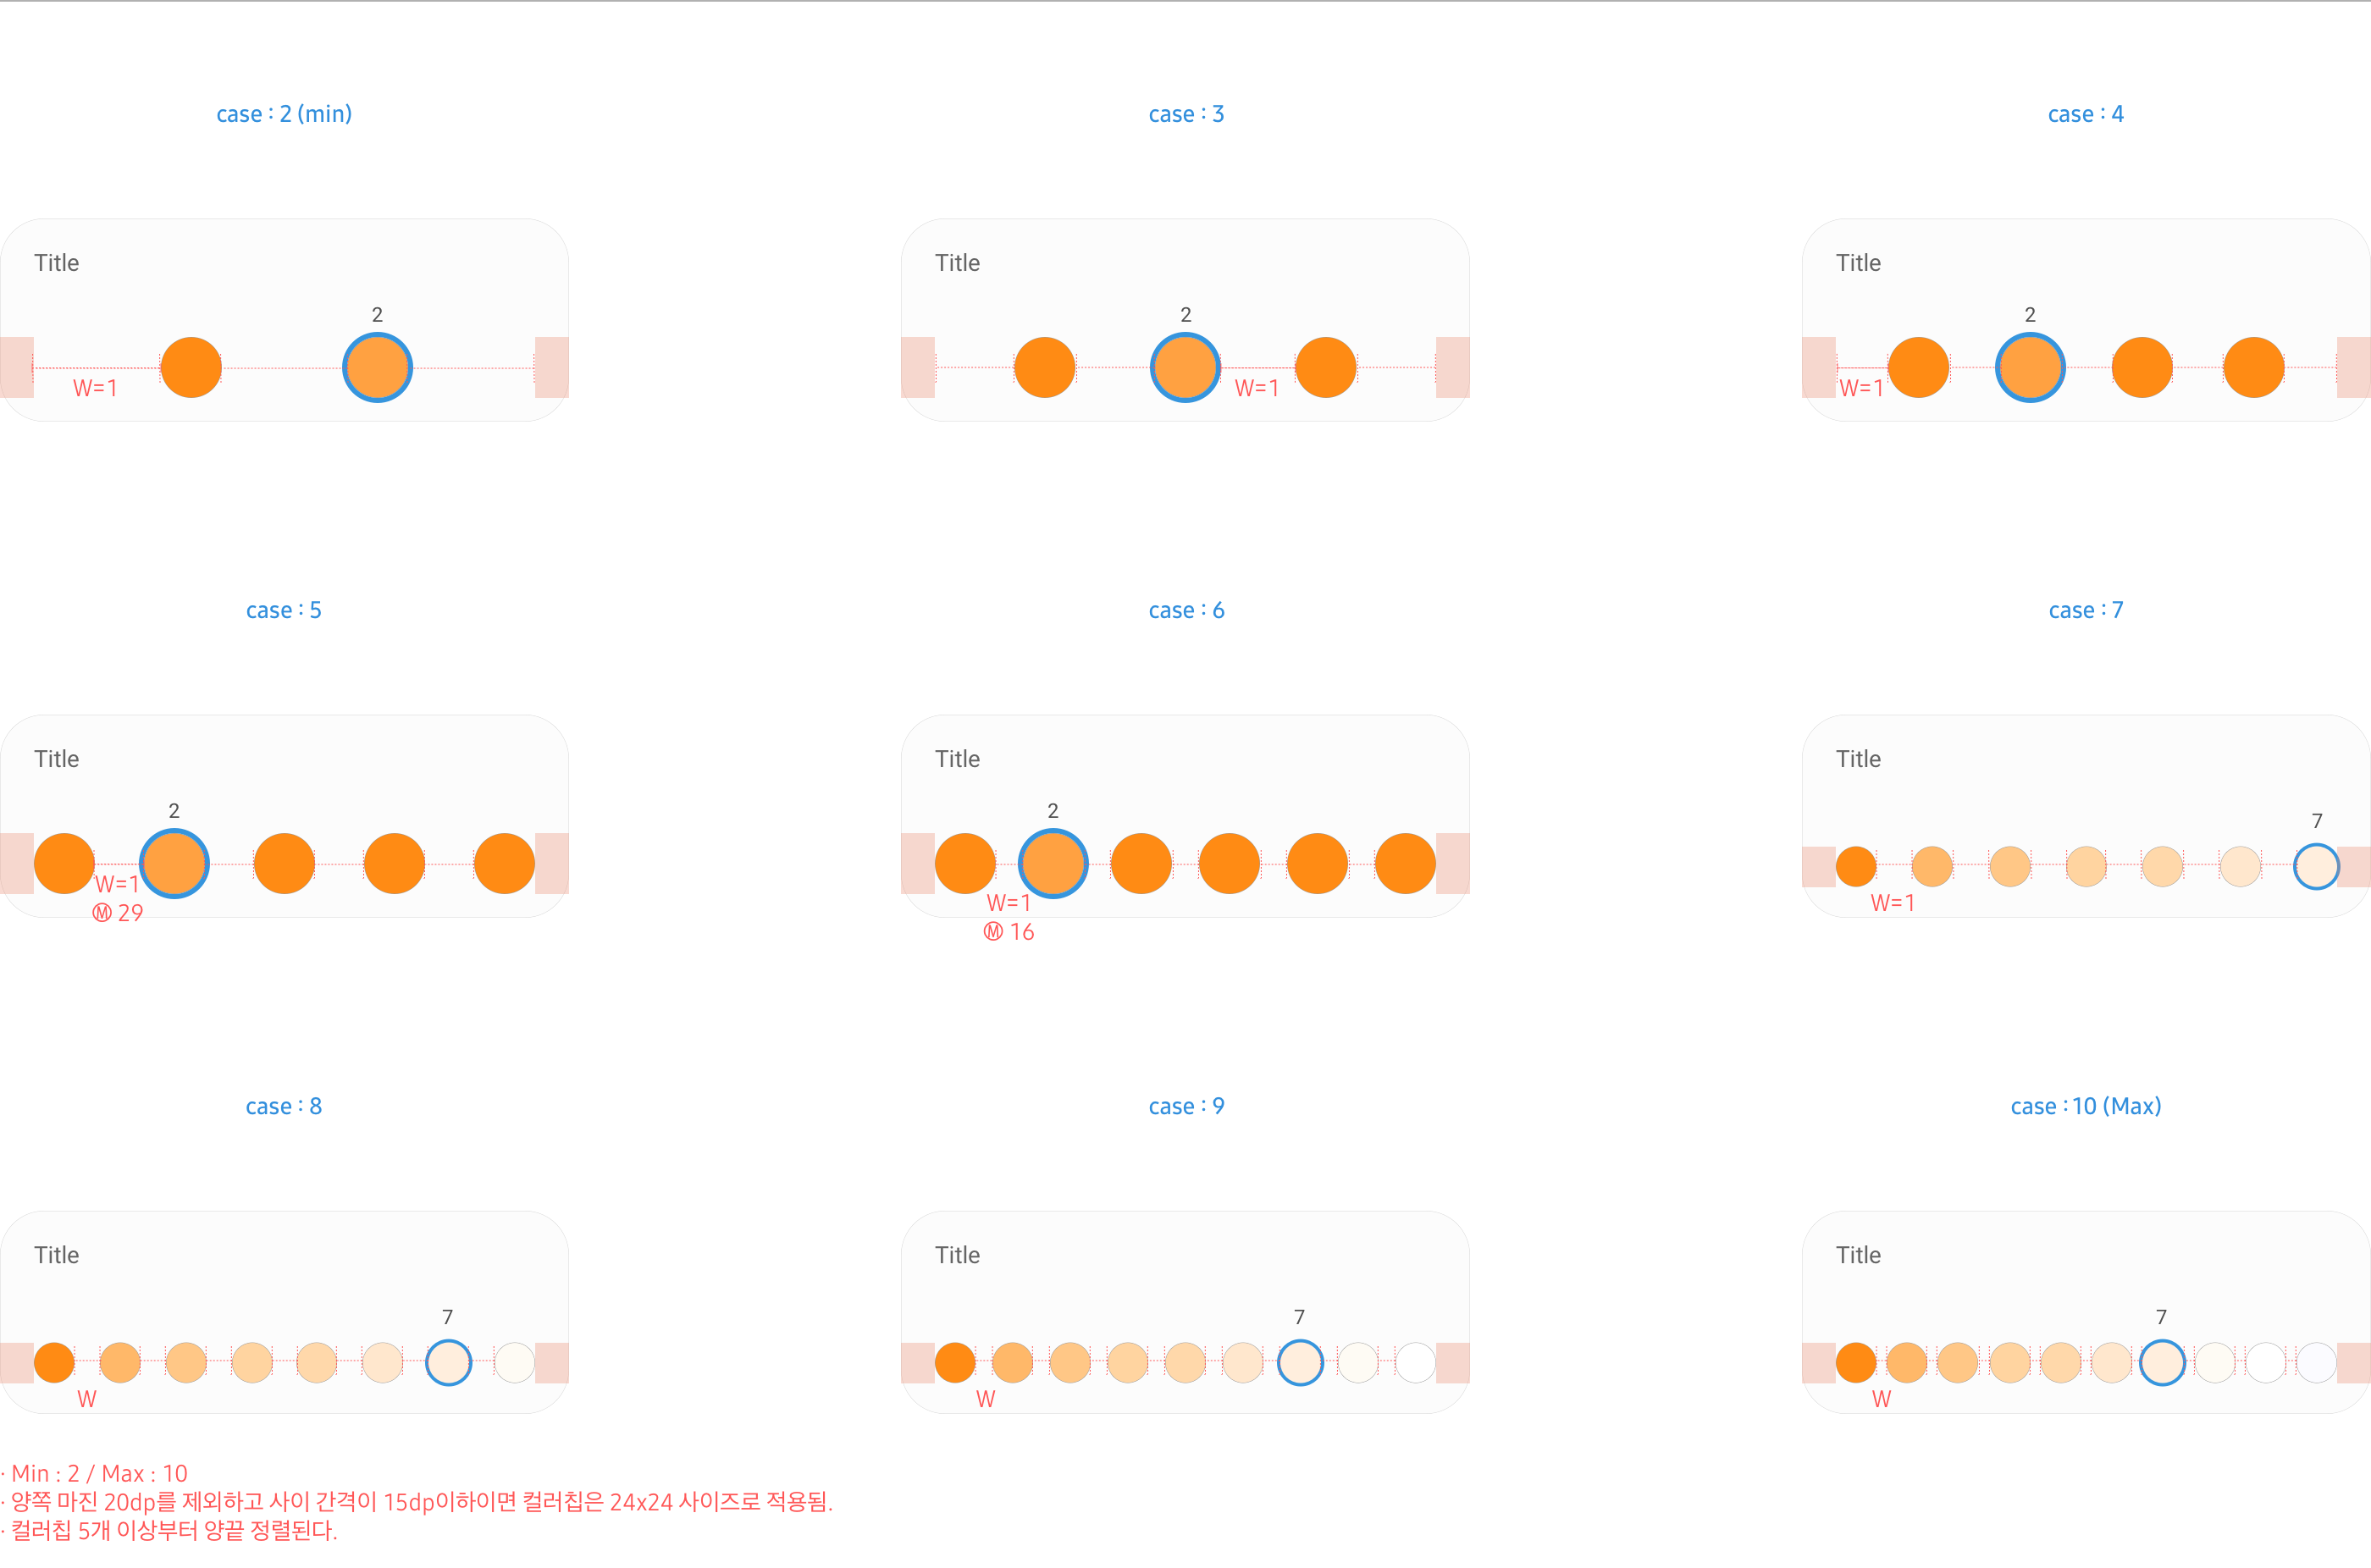 case : 2 (min)
case : 3
case : 4
Title
2
W=1
Title
2
W=1
Title
2
W=1
case : 5
case : 6
case : 7
Title
2
W=1
Ⓜ 29
Title
2
W=1
Ⓜ 16
Title
7
W=1
case : 8
case : 9
case : 10 (Max)
Title
7
W
Title
7
W
Title
7
W
· Min : 2 / Max : 10
· 양쪽 마진 20dp를 제외하고 사이 간격이 15dp이하이면 컬러칩은 24x24 사이즈로 적용됨.
· 컬러칩 5개 이상부터 양끝 정렬된다.